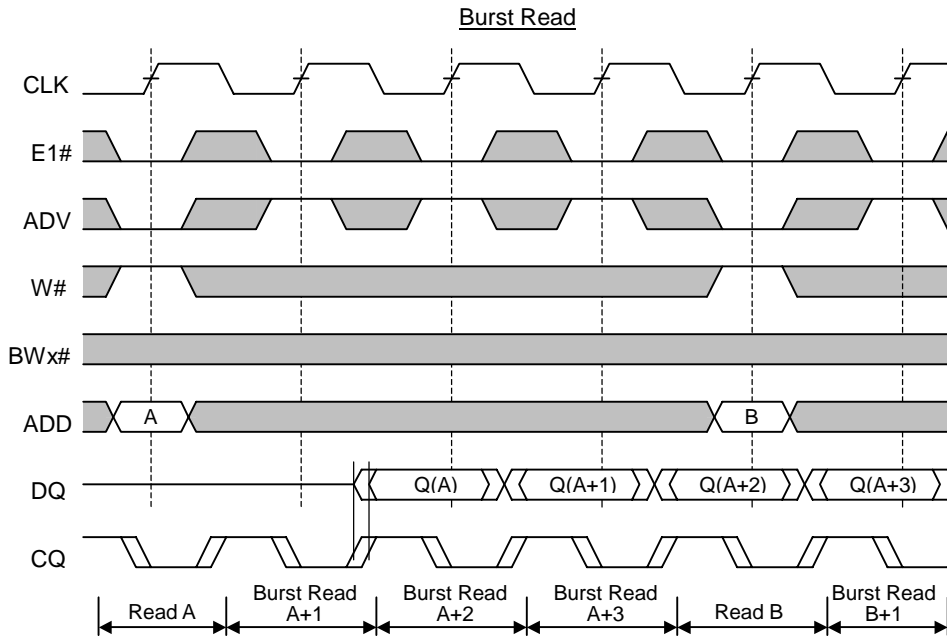 Burst Read
CLK
E1#
ADV
W#
BWx#
ADD A B
DQ Q(A) Q(A+1) Q(A+2) Q(A+3)
CQ
Read A Burst Read A+1 Burst Read A+2 Burst Read A+3 Read B Burst Read B+1